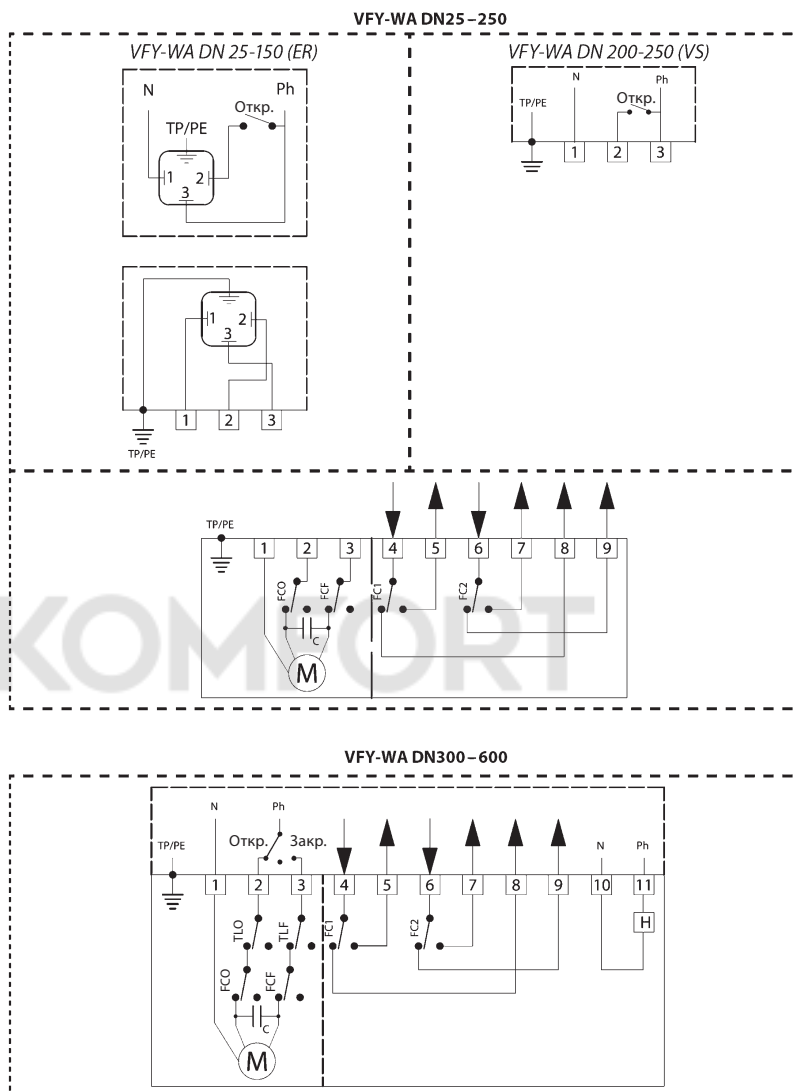 VFY-WA DN25–250
VFY-WA DN 25-150 (ER)
VFY-WA DN 200-250 (VS)
N
Ph
Откр.
TP/PE
1
2
3
N
Ph
TP/PE
Откр.
1
2
3
1
2
3
1
2
3
TP/PE
TP/PE
1
2
3
4
5
6
7
8
9
FCO
FCF
FC1
FC2
C
M
KOMFORT
VFY-WA DN300–600
N
Ph
TP/PE
Откр.
Закр.
N
Ph
1
2
3
4
5
6
7
8
9
10
11
TLO
TLF
FC1
FC2
H
FCO
FCF
C
M